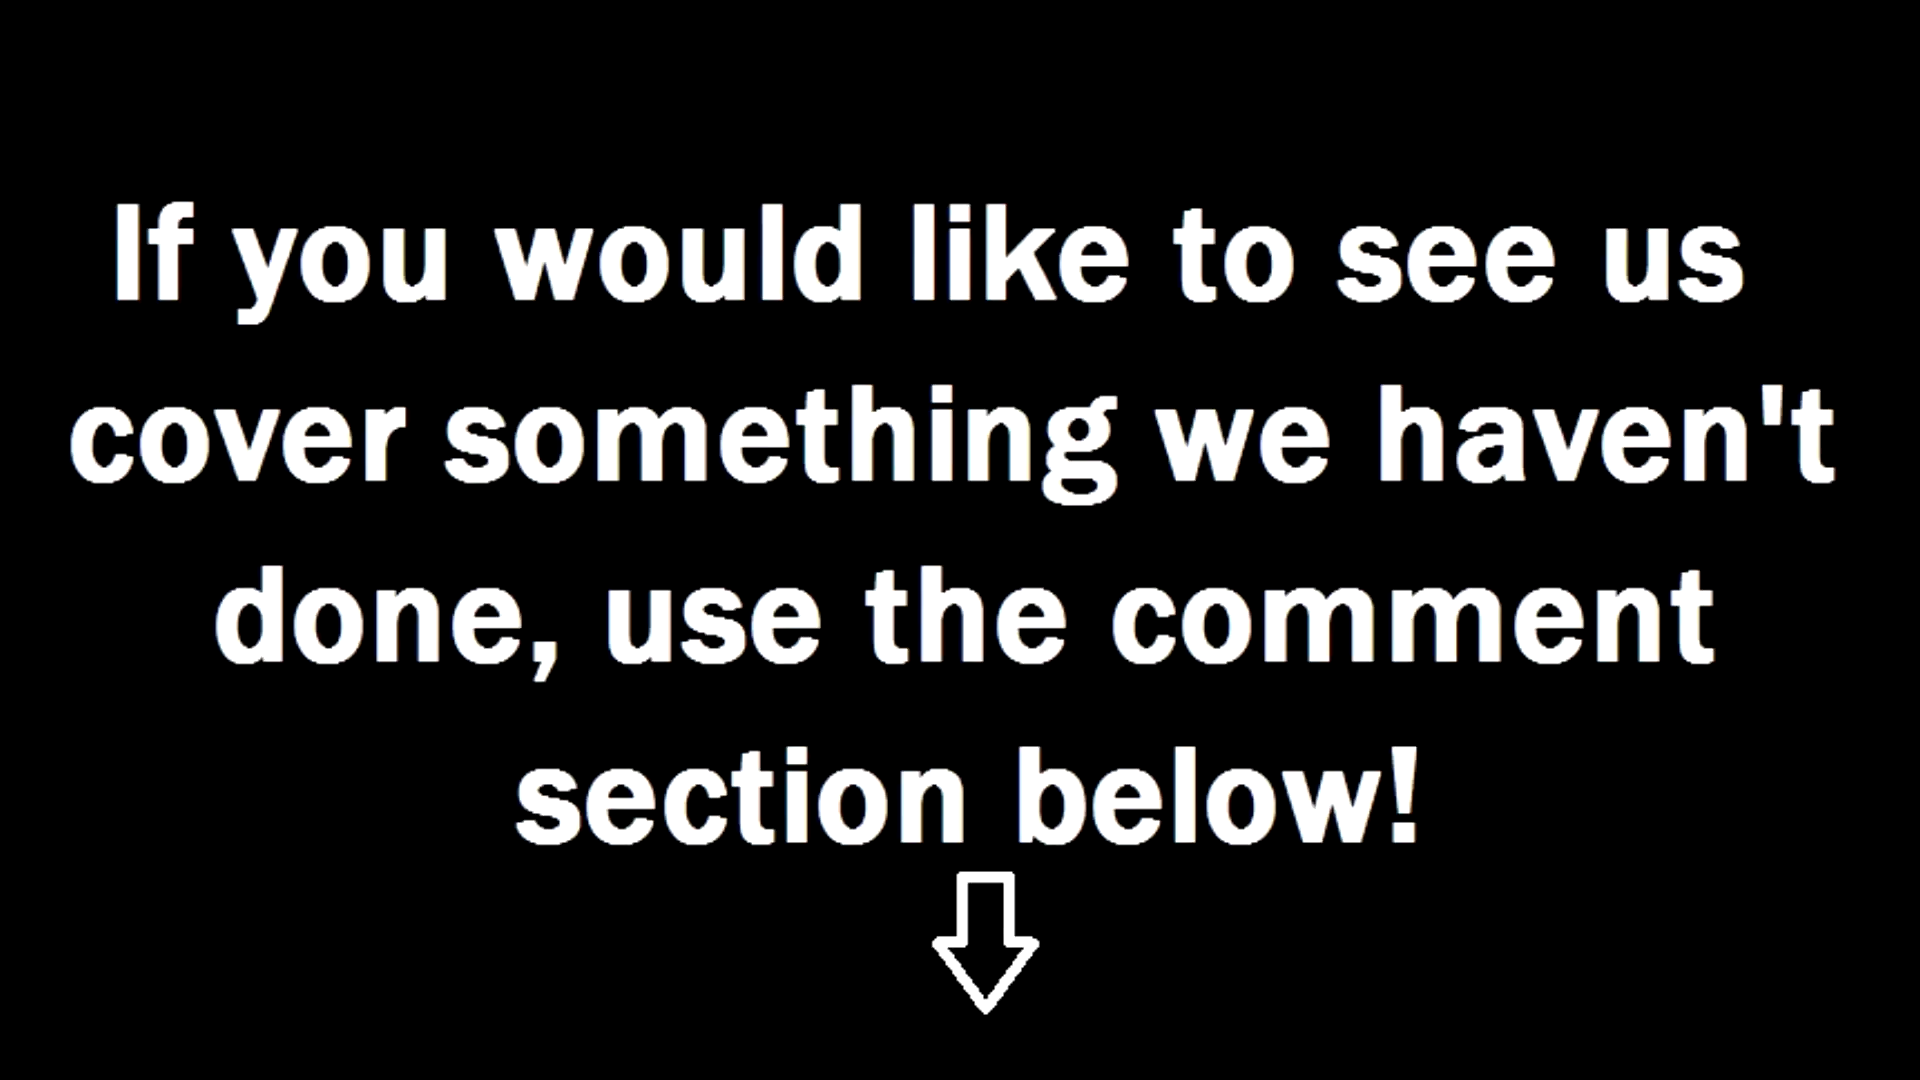 If you would like to see us
cover something we haven't
done, use the comment
section below!